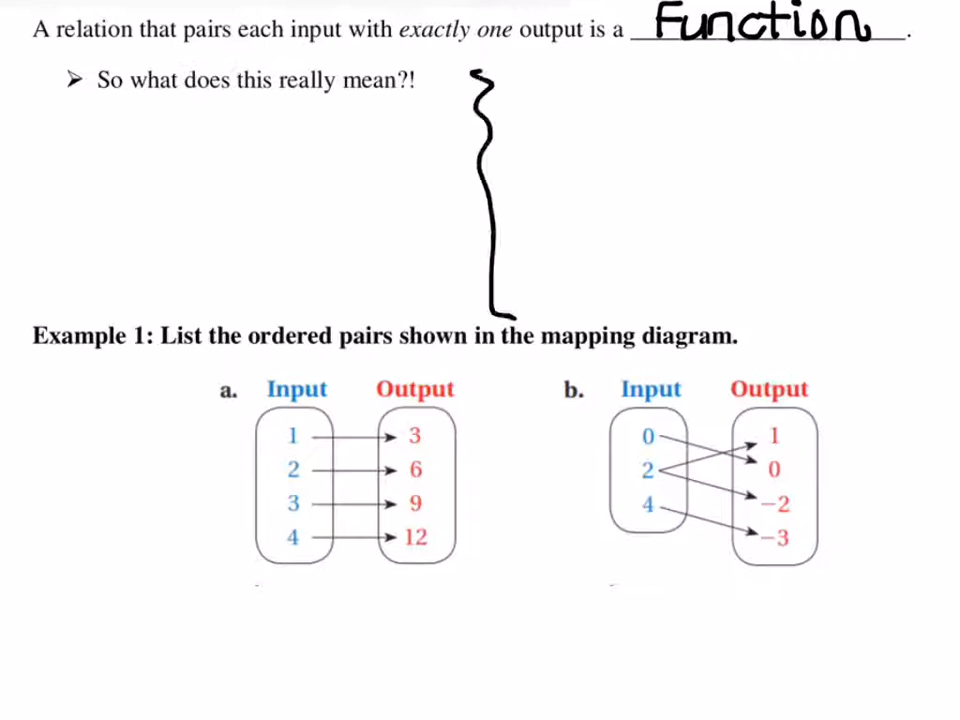 A relation that pairs each input with exactly one output is a Function.
➢ So what does this really mean?!
Example 1: List the ordered pairs shown in the mapping diagram.
a. Input Output
1 3
2 6
3 9
4 12
b. Input Output
0 1
2 0
4 -2
-3